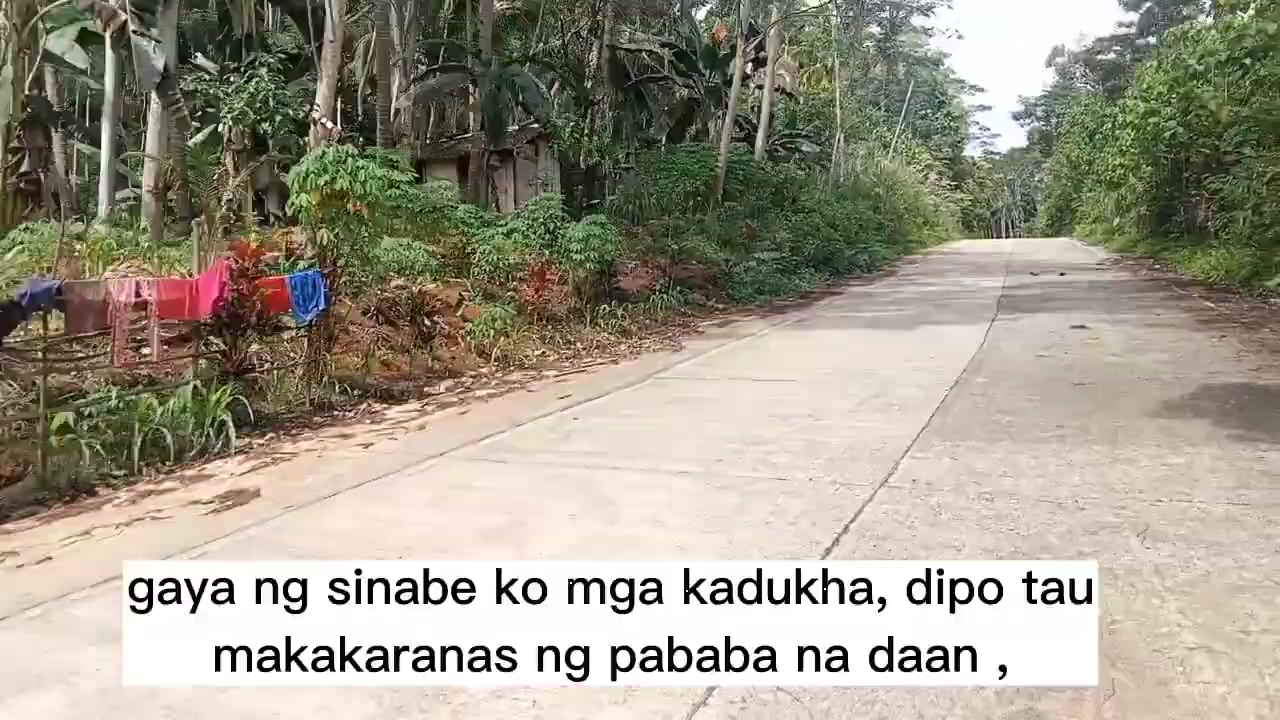 gaya ng sinabe ko mga kadukha, dipo tau
makakaranas ng pababa na daan ,